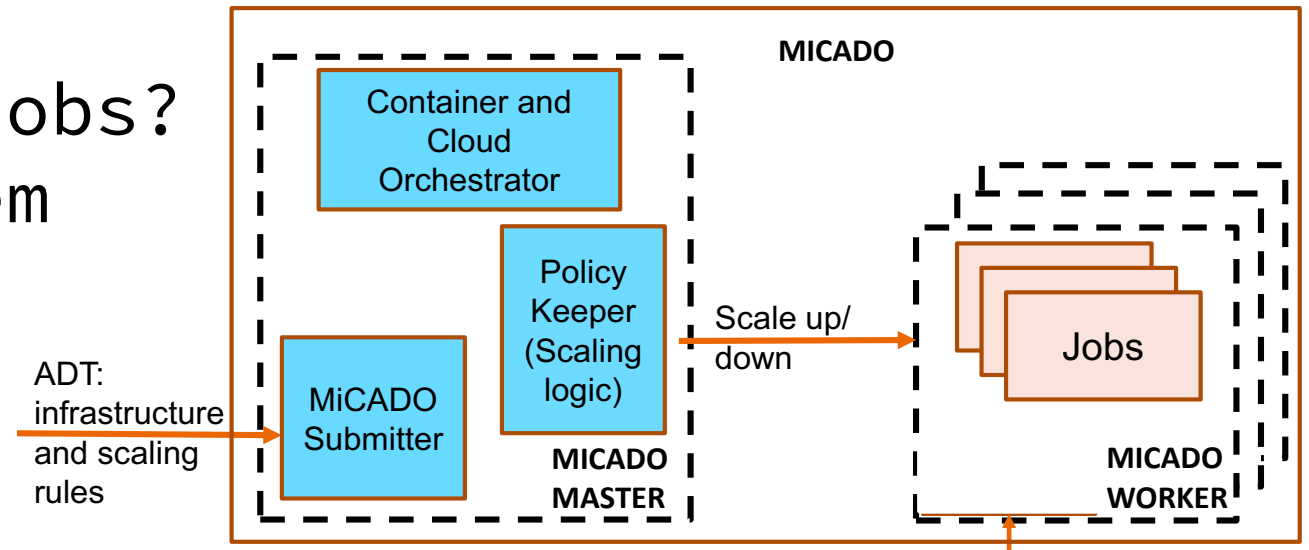 obs?
em
MICADO
Container and
Cloud
Orchestrator
Policy
Keeper
(Scaling
logic)
Scale up/
down
Jobs
ADT:
infrastructure
and scaling
rules
MiCADO
Submitter
MICADO
MASTER
MICADO
WORKER